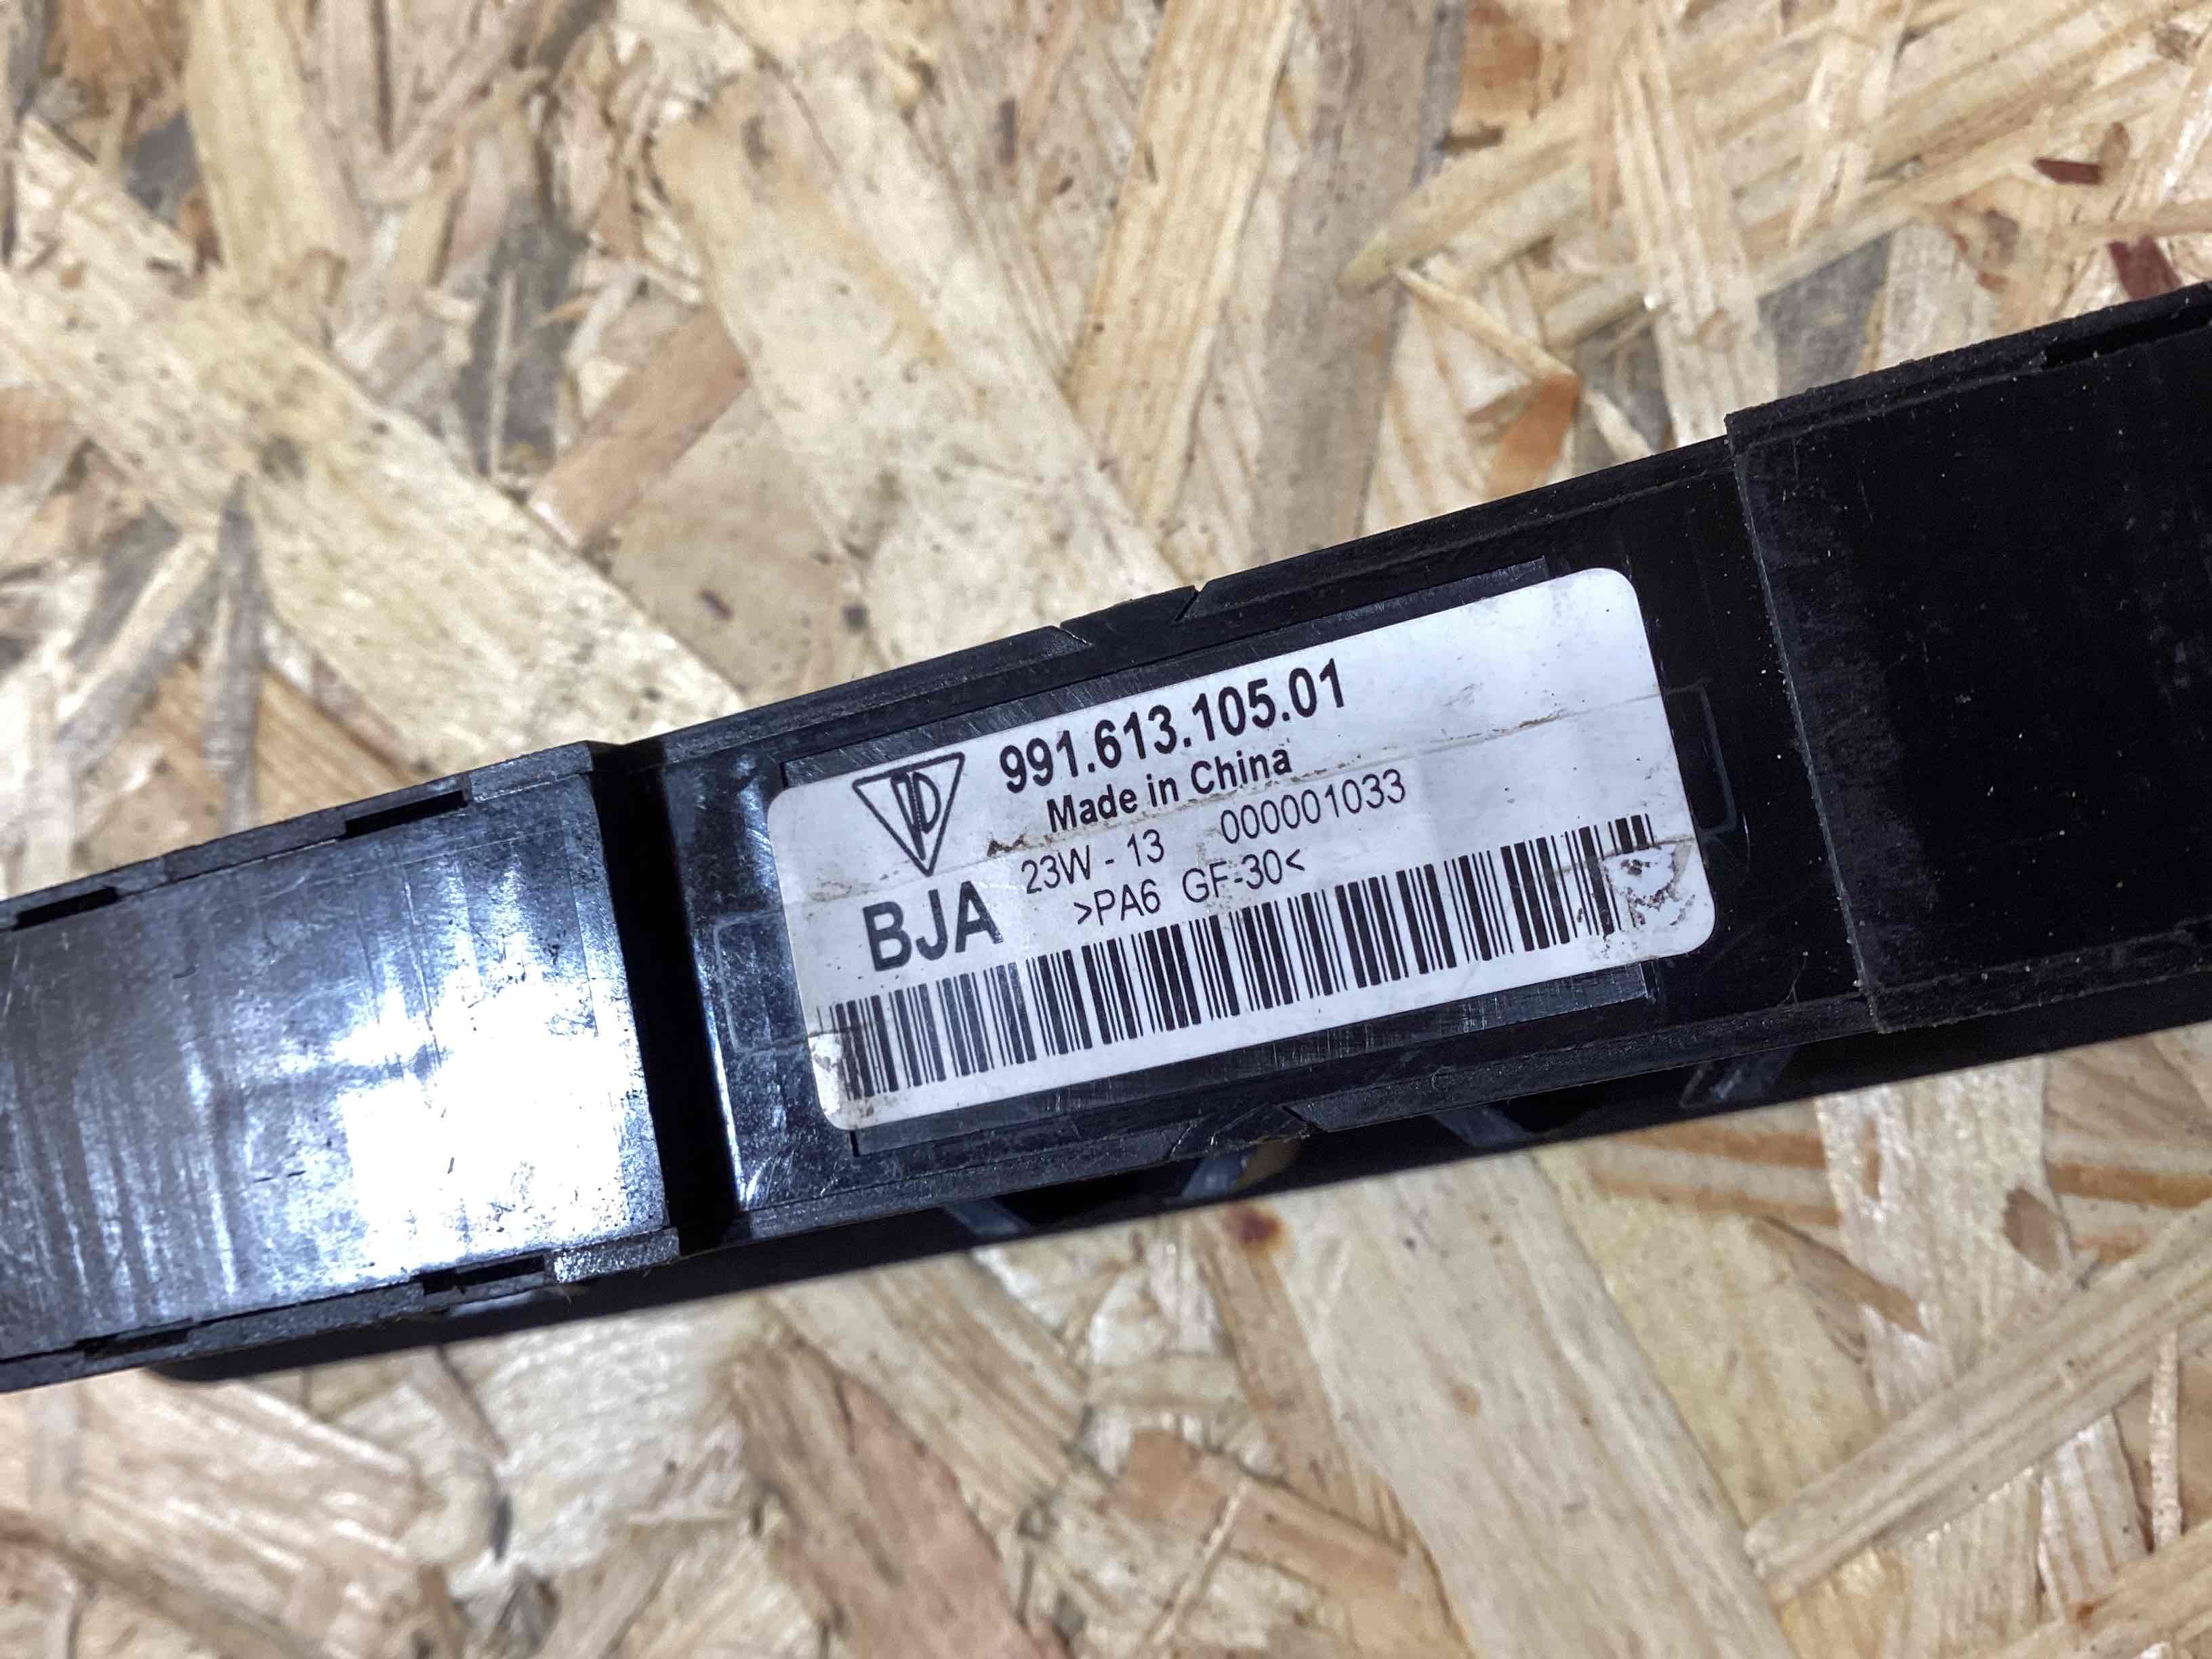 991.613.105.01
Made in China
23W - 13 000001033
>PA6 GF-30<
BJA